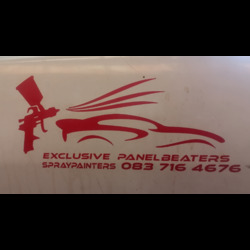 EXCLUSIVE PANELBEATERS
SPRAYPAINTERS 083 716 4676